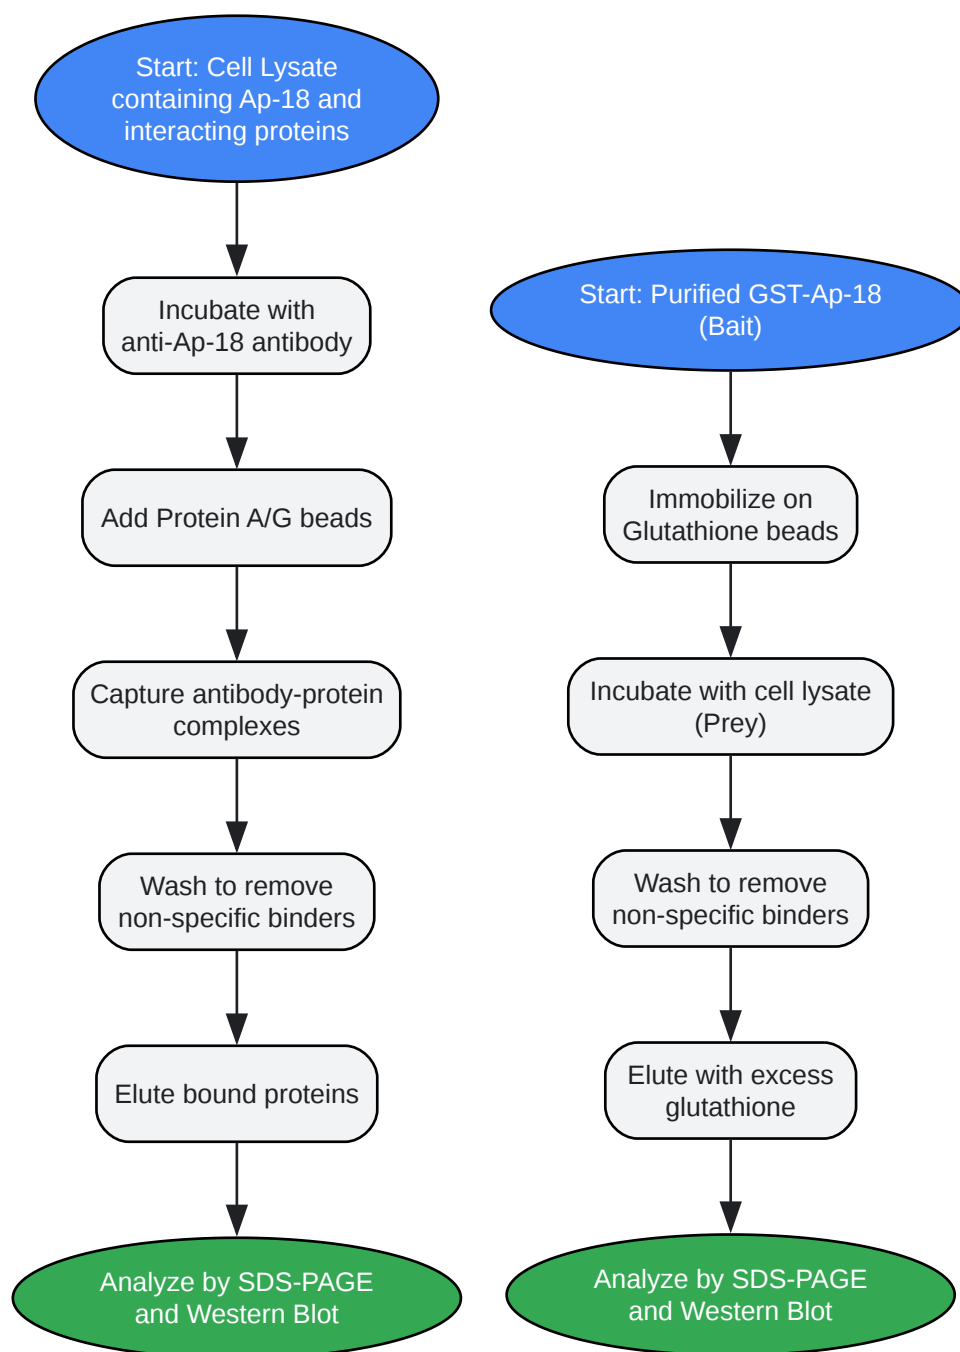 Start: Cell Lysate
containing Ap-18 and
interacting proteins
Incubate with
anti-Ap-18 antibody
Add Protein A/G beads
Capture antibody-protein
complexes
Wash to remove
non-specific binders
Elute bound proteins
Analyze by SDS-PAGE
and Western Blot
Start: Purified GST-Ap-18
(Bait)
Immobilize on
Glutathione beads
Incubate with cell lysate
(Prey)
Wash to remove
non-specific binders
Elute with excess
glutathione
Analyze by SDS-PAGE
and Western Blot